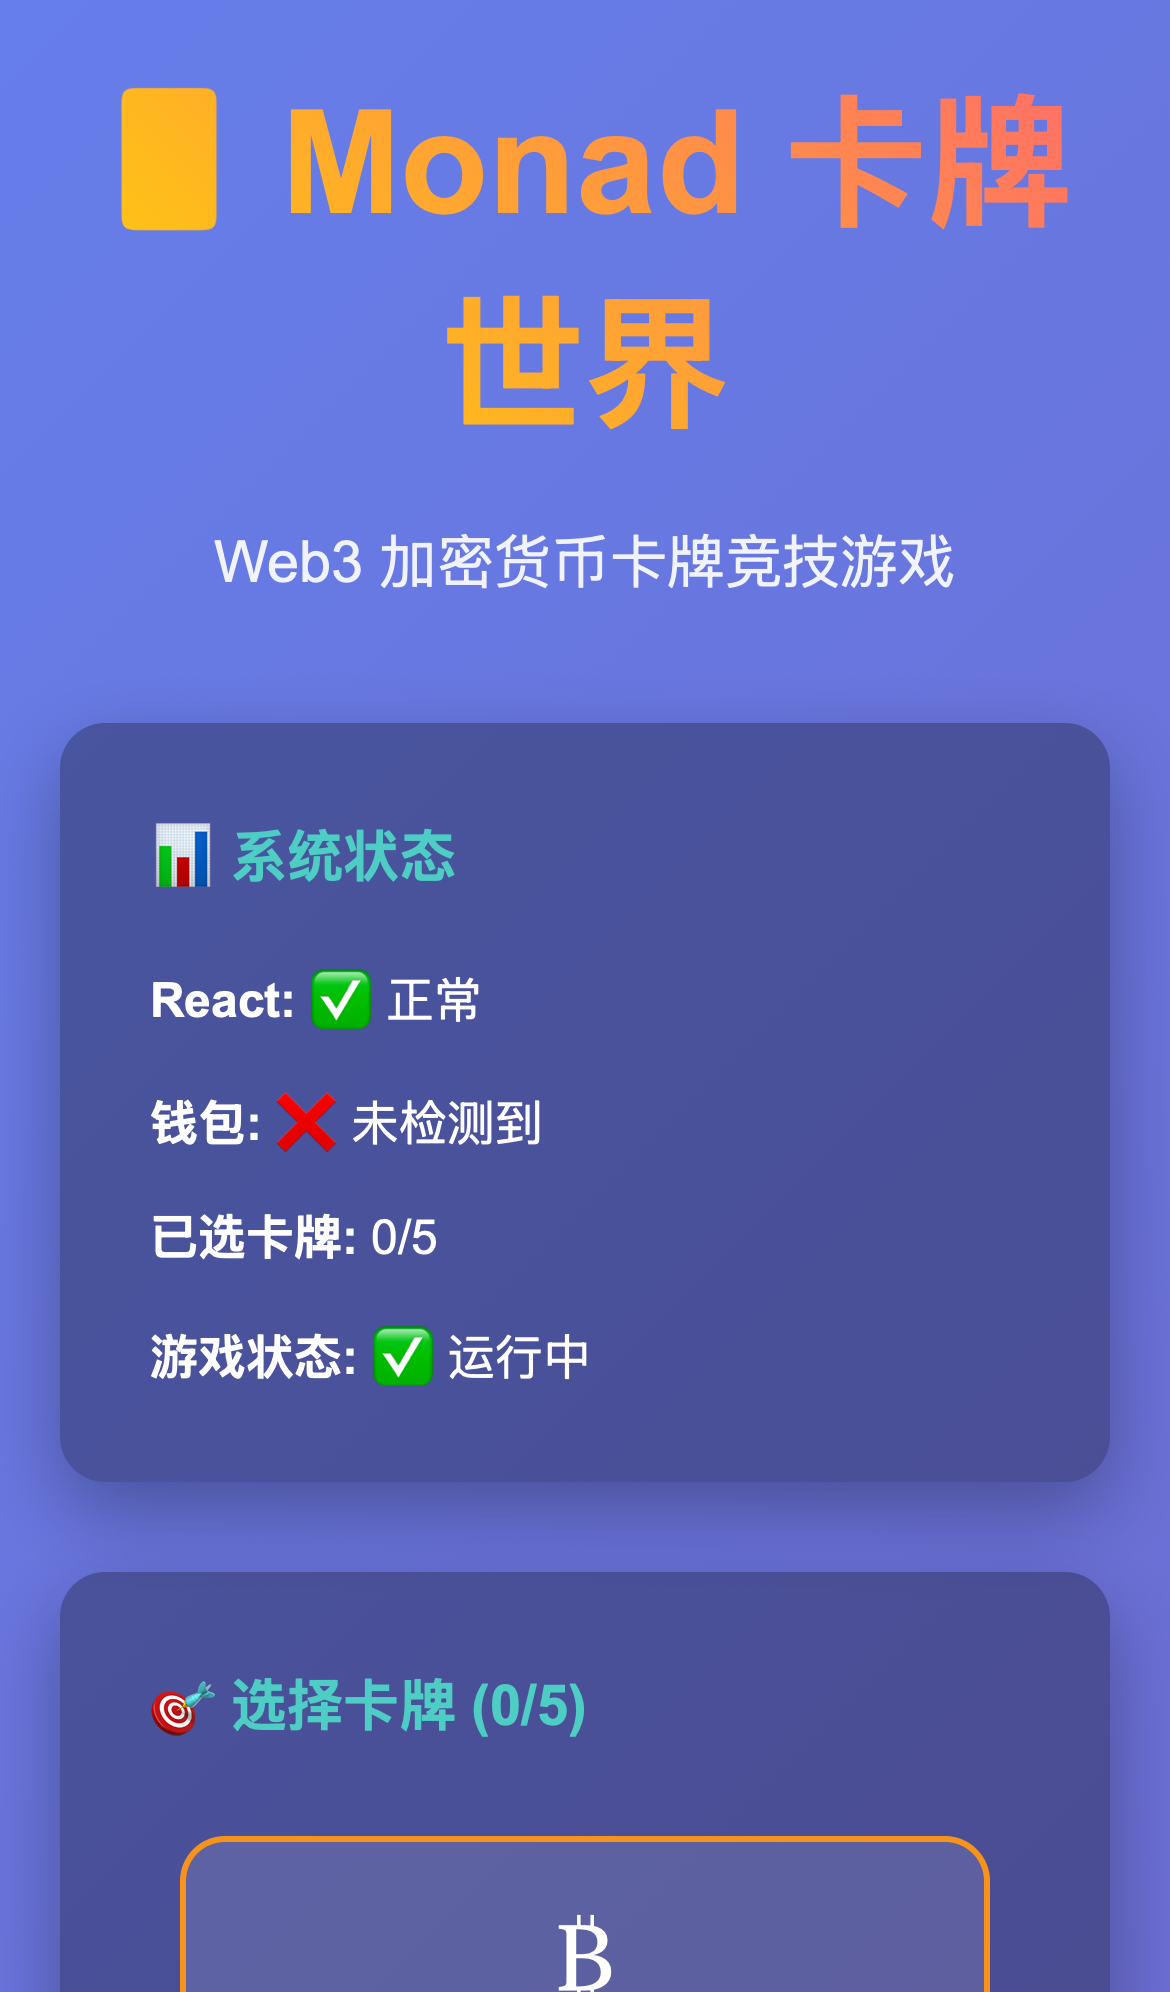 Monad 卡牌
世界
Web3 加密货币卡牌竞技游戏
📊 系统状态
React: ✅ 正常
钱包: ❌ 未检测到
已选卡牌: 0/5
游戏状态: ✅ 运行中
🎯 选择卡牌 (0/5)
₿